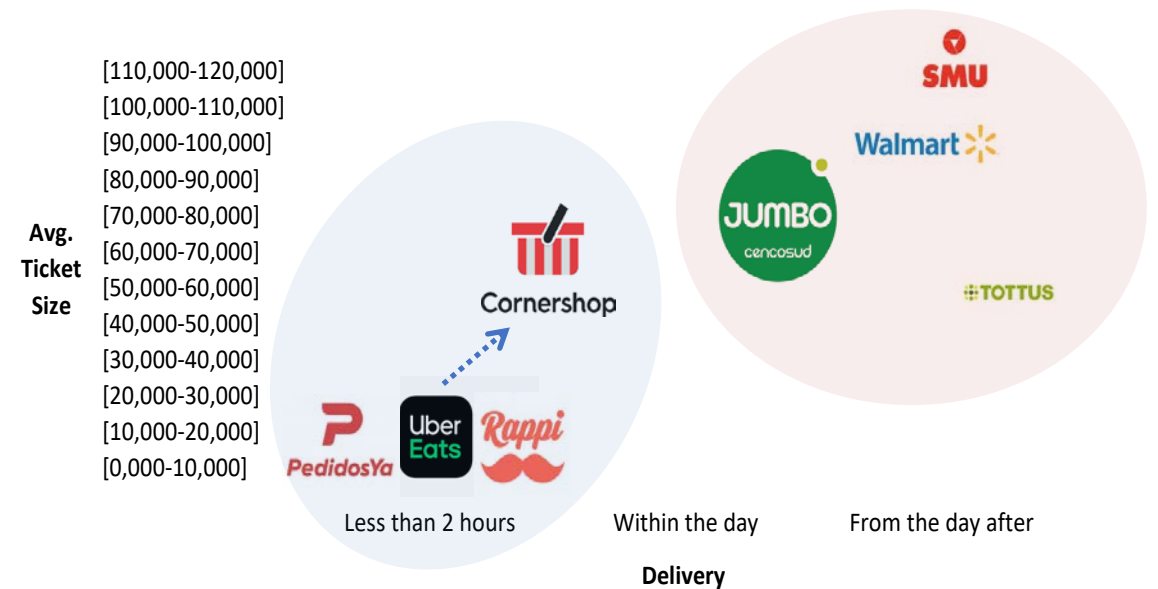 [110,000-120,000]
[100,000-110,000]
[90,000-100,000]
[80,000-90,000]
[70,000-80,000]
[60,000-70,000]
[50,000-60,000]
[40,000-50,000]
[30,000-40,000]
[20,000-30,000]
[10,000-20,000]
[0,000-10,000]
Avg.
Ticket
Size
SMU
Walmart
JUMBO
cencosud
TOTTUS
Cornershop
P
PedidosYa
Uber
Eats
Rappi
Less than 2 hours
Within the day
From the day after
Delivery